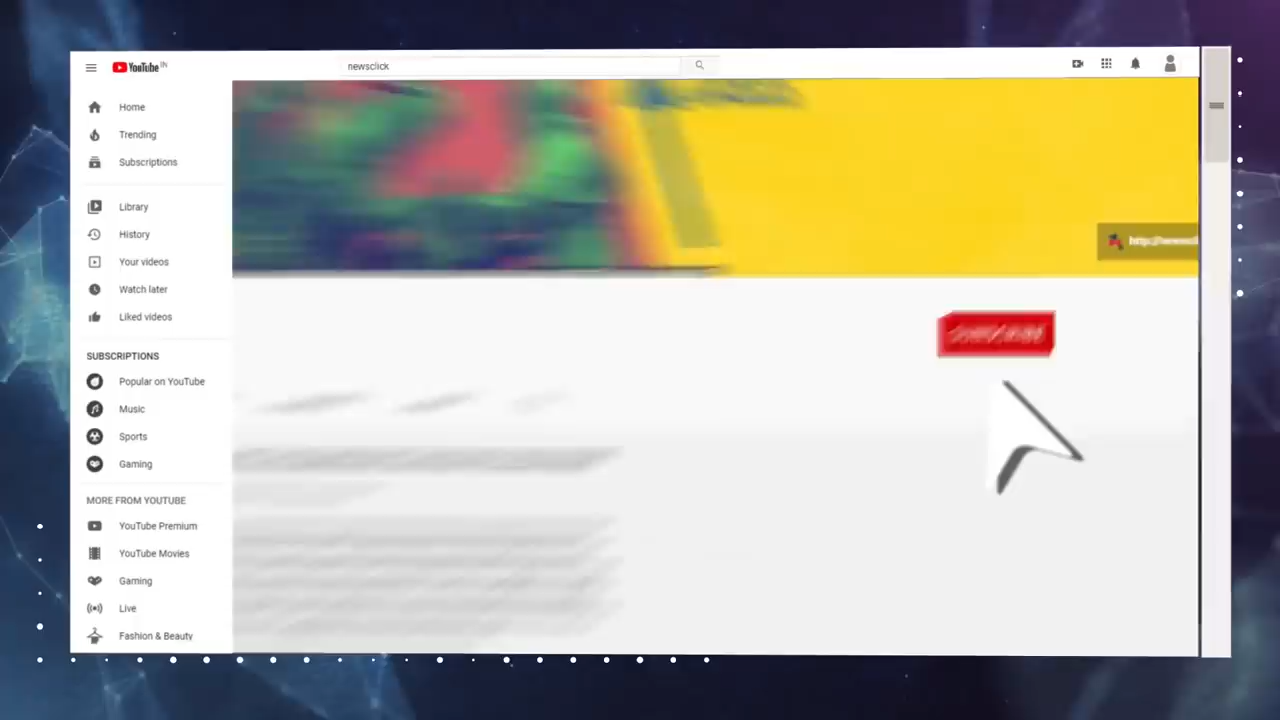 YouTube IN
newsclick
Home
Trending
Subscriptions
Library
History
Your videos
Watch later
Liked videos
SUBSCRIPTIONS
Popular on YouTube
Music
Sports
Gaming
MORE FROM YOUTUBE
YouTube Premium
YouTube Movies
Gaming
Live
Fashion & Beauty